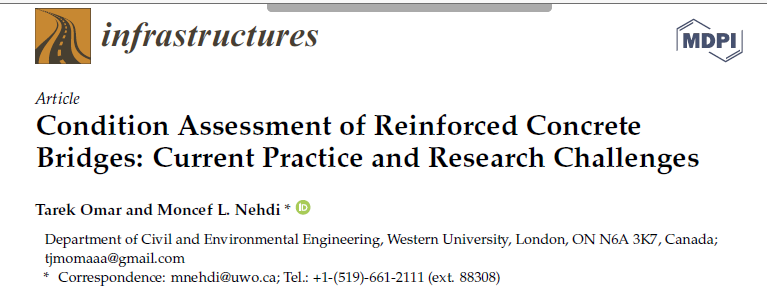 infrastructures
MDPI
Article
Condition Assessment of Reinforced Concrete
Bridges: Current Practice and Research Challenges
Tarek Omar and Moncef L. Nehdi * iD
Department of Civil and Environmental Engineering, Western University, London, ON N6A 3K7, Canada;
tjmomaaa@gmail.com
* Correspondence: mnehdi@uwo.ca; Tel.: +1-(519)-661-2111 (ext. 88308)